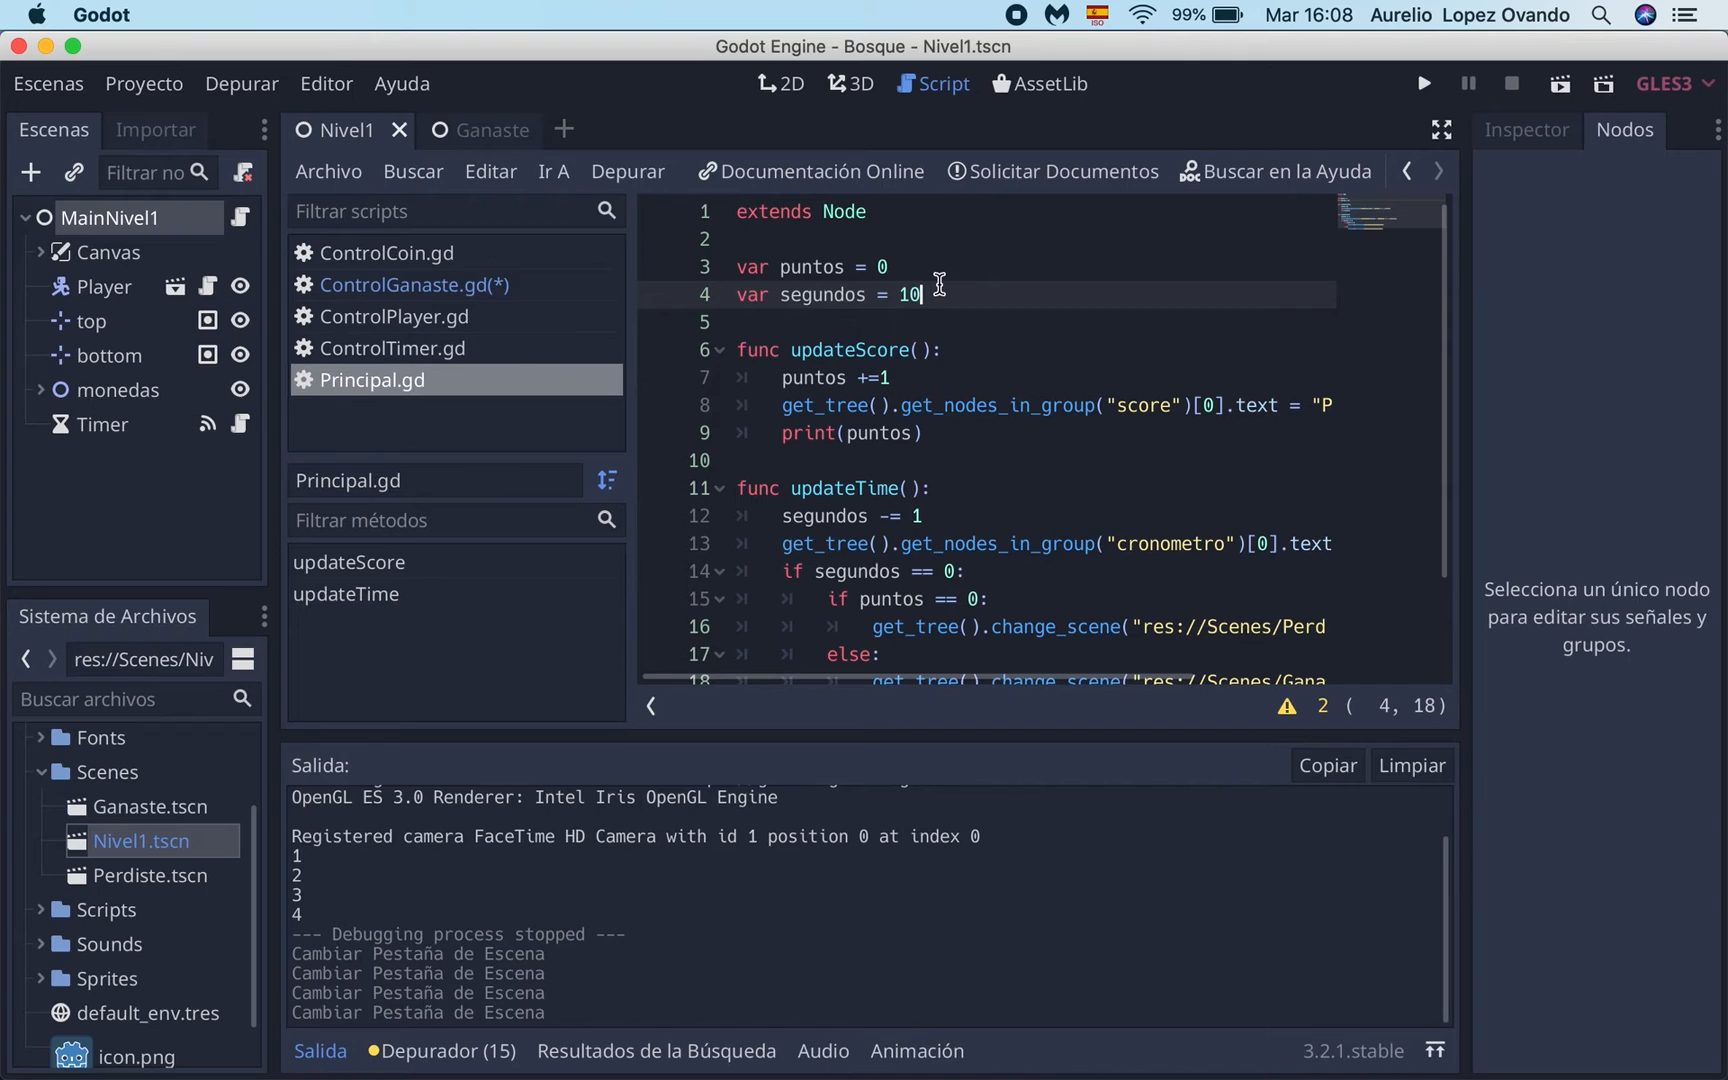 Godot
99%
Mar 16:08
Aurelio Lopez Ovando
Godot Engine - Bosque - Nivel1.tscn
Escenas Proyecto Depurar Editor Ayuda
2D 3D Script AssetLib
GLES3
Escenas Importar
Nivel1 Ganaste
Inspector Nodos
Filtrar no
Archivo Buscar Editar Ir A Depurar
Documentación Online Solicitar Documentos Buscar en la Ayuda
MainNivel1
Canvas
Player
top
bottom
monedas
Timer
Filtrar scripts
ControlCoin.gd
ControlGanaste.gd(*)
ControlPlayer.gd
ControlTimer.gd
Principal.gd
Principal.gd
Filtrar métodos
updateScore
updateTime
1 extends Node
2
3 var puntos = 0
4 var segundos = 10
5
6 func updateScore():
7 puntos +=1
8 get_tree().get_nodes_in_group("score")[0].text = "P
9 print(puntos)
10
11 func updateTime():
12 segundos -= 1
13 get_tree().get_nodes_in_group("cronometro")[0].text
14 if segundos == 0:
15 if puntos == 0:
16 get_tree().change_scene("res://Scenes/Perd
17 else:
18 get_tree().change_scene("res://Scenes/Gana
2 ( 4, 18)
Selecciona un único nodo
para editar sus señales y
grupos.
Sistema de Archivos
res://Scenes/Niv
Buscar archivos
Fonts
Scenes
Ganaste.tscn
Nivel1.tscn
Perdiste.tscn
Scripts
Sounds
Sprites
default_env.tres
icon.png
Salida:
Copiar Limpiar
OpenGL ES 3.0 Renderer: Intel Iris OpenGL Engine
Registered camera FaceTime HD Camera with id 1 position 0 at index 0
1
2
3
4
--- Debugging process stopped ---
Cambiar Pestaña de Escena
Cambiar Pestaña de Escena
Cambiar Pestaña de Escena
Cambiar Pestaña de Escena
Salida Depurador (15) Resultados de la Búsqueda Audio Animación
3.2.1.stable